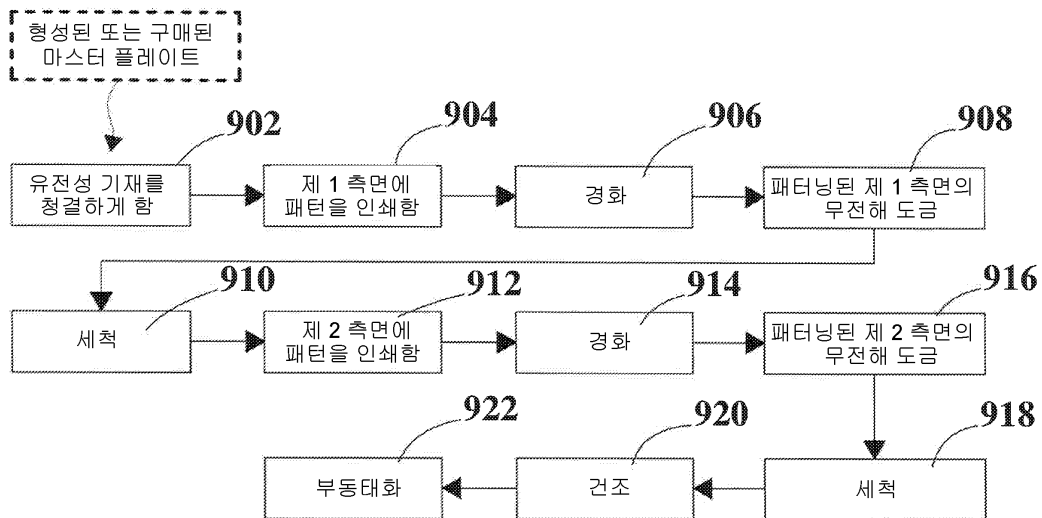 형성된 또는 구매된
마스터 플레이트
902
904
906
908
유전성 기재를
청결하게 함
제 1 측면에
패턴을 인쇄함
경화
패터닝된 제 1 측면의
무전해 도금
910
912
914
916
세척
제 2 측면에
패턴을 인쇄함
경화
패터닝된 제 2 측면의
무전해 도금
922
920
918
부동태화
건조
세척